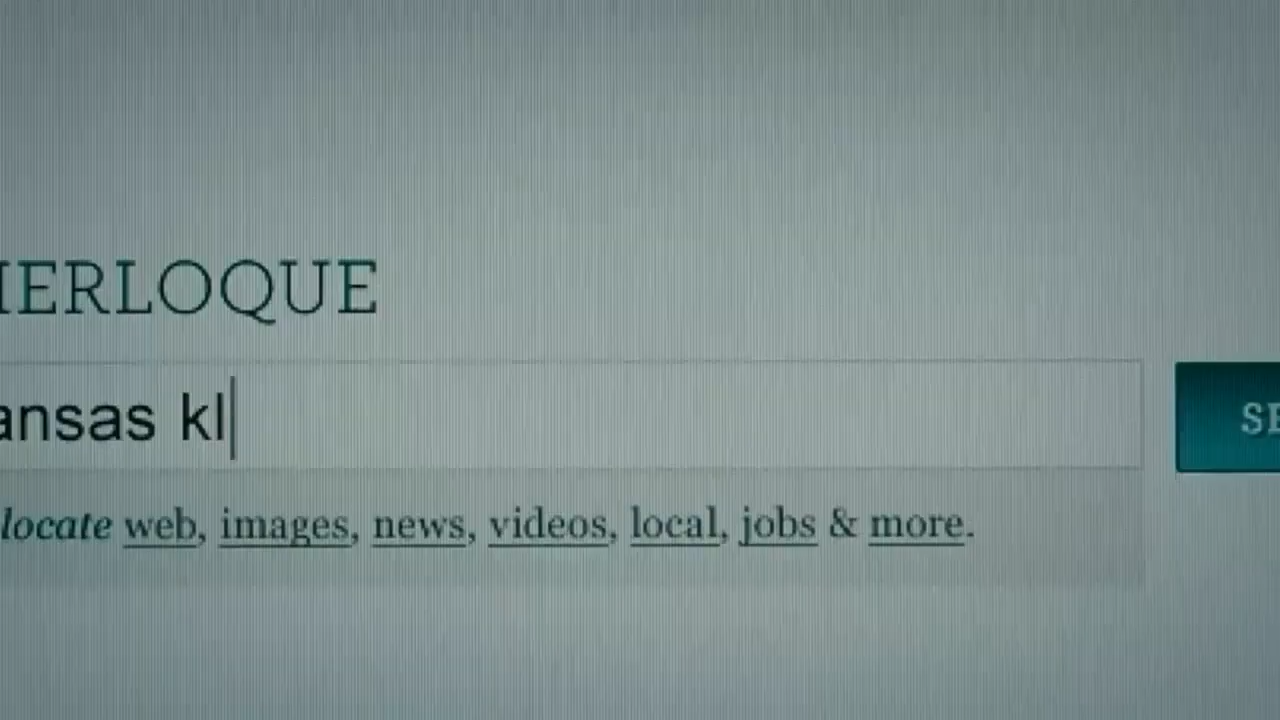 IERLOQUE
ansas kl
SE
locate web, images, news, videos, local, jobs & more.